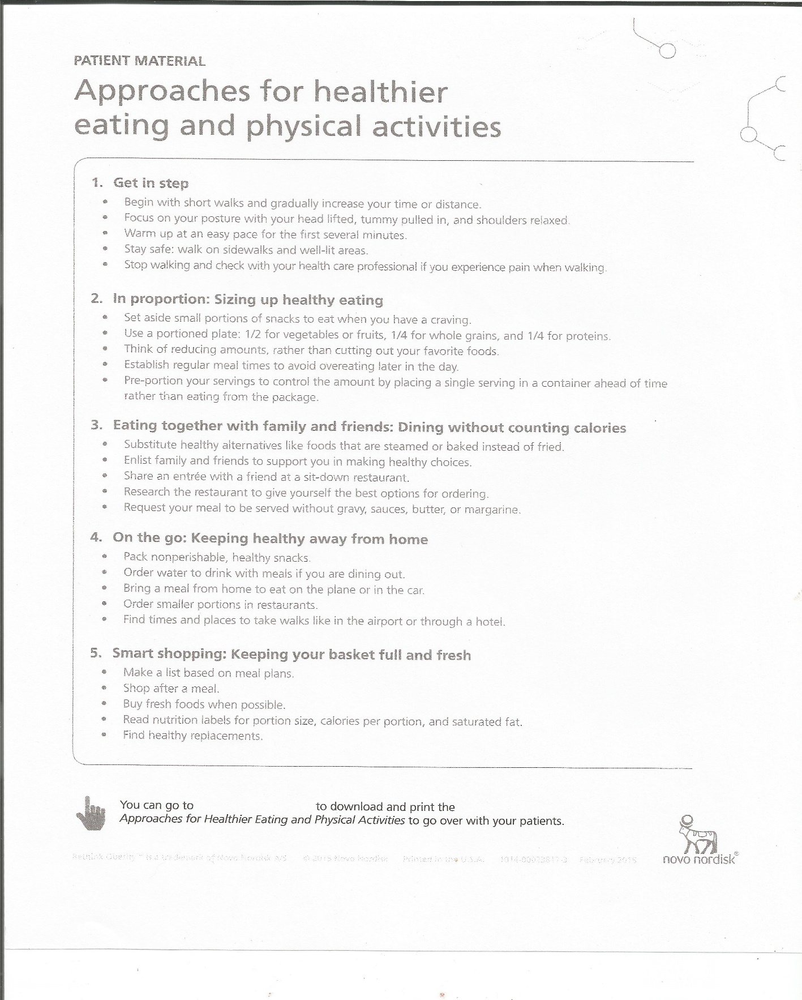 PATIENT MATERIAL
Approaches for healthier
eating and physical activities
1. Get in step
• Begin with short walks and gradually increase your time or distance.
• Focus on your posture with your head lifted, tummy pulled in, and shoulders relaxed.
• Warm up at an easy pace for the first several minutes.
• Stay safe: walk on sidewalks and well-lit areas.
• Stop walking and check with your health care professional if you experience pain when walking.
2. In proportion: Sizing up healthy eating
• Set aside small portions of snacks to eat when you have a craving.
• Use a portioned plate: 1/2 for vegetables or fruits, 1/4 for whole grains, and 1/4 for proteins.
• Think of reducing amounts, rather than cutting out your favorite foods.
• Establish regular meal times to avoid overeating later in the day.
• Pre-portion your servings to control the amount by placing a single serving in a container ahead of time
rather than eating from the package.
3. Eating together with family and friends: Dining without counting calories
• Substitute healthy alternatives like foods that are steamed or baked instead of fried.
• Enlist family and friends to support you in making healthy choices.
• Share an entrée with a friend at a sit-down restaurant.
• Research the restaurant to give yourself the best options for ordering.
• Request your meal to be served without gravy, sauces, butter, or margarine.
4. On the go: Keeping healthy away from home
• Pack nonperishable, healthy snacks.
• Order water to drink with meals if you are dining out.
• Bring a meal from home to eat on the plane or in the car.
• Order smaller portions in restaurants.
• Find times and places to take walks like in the airport or through a hotel.
5. Smart shopping: Keeping your basket full and fresh
• Make a list based on meal plans.
• Shop after a meal.
• Buy fresh foods when possible.
• Read nutrition labels for portion size, calories per portion, and saturated fat.
• Find healthy replacements.
You can go to to download and print the
Approaches for Healthier Eating and Physical Activities to go over with your patients.
is a trademark of Novo Nordisk A/S © 2015 Novo Nordisk Printed in the U.S.A. February 2015
novo nordisk®